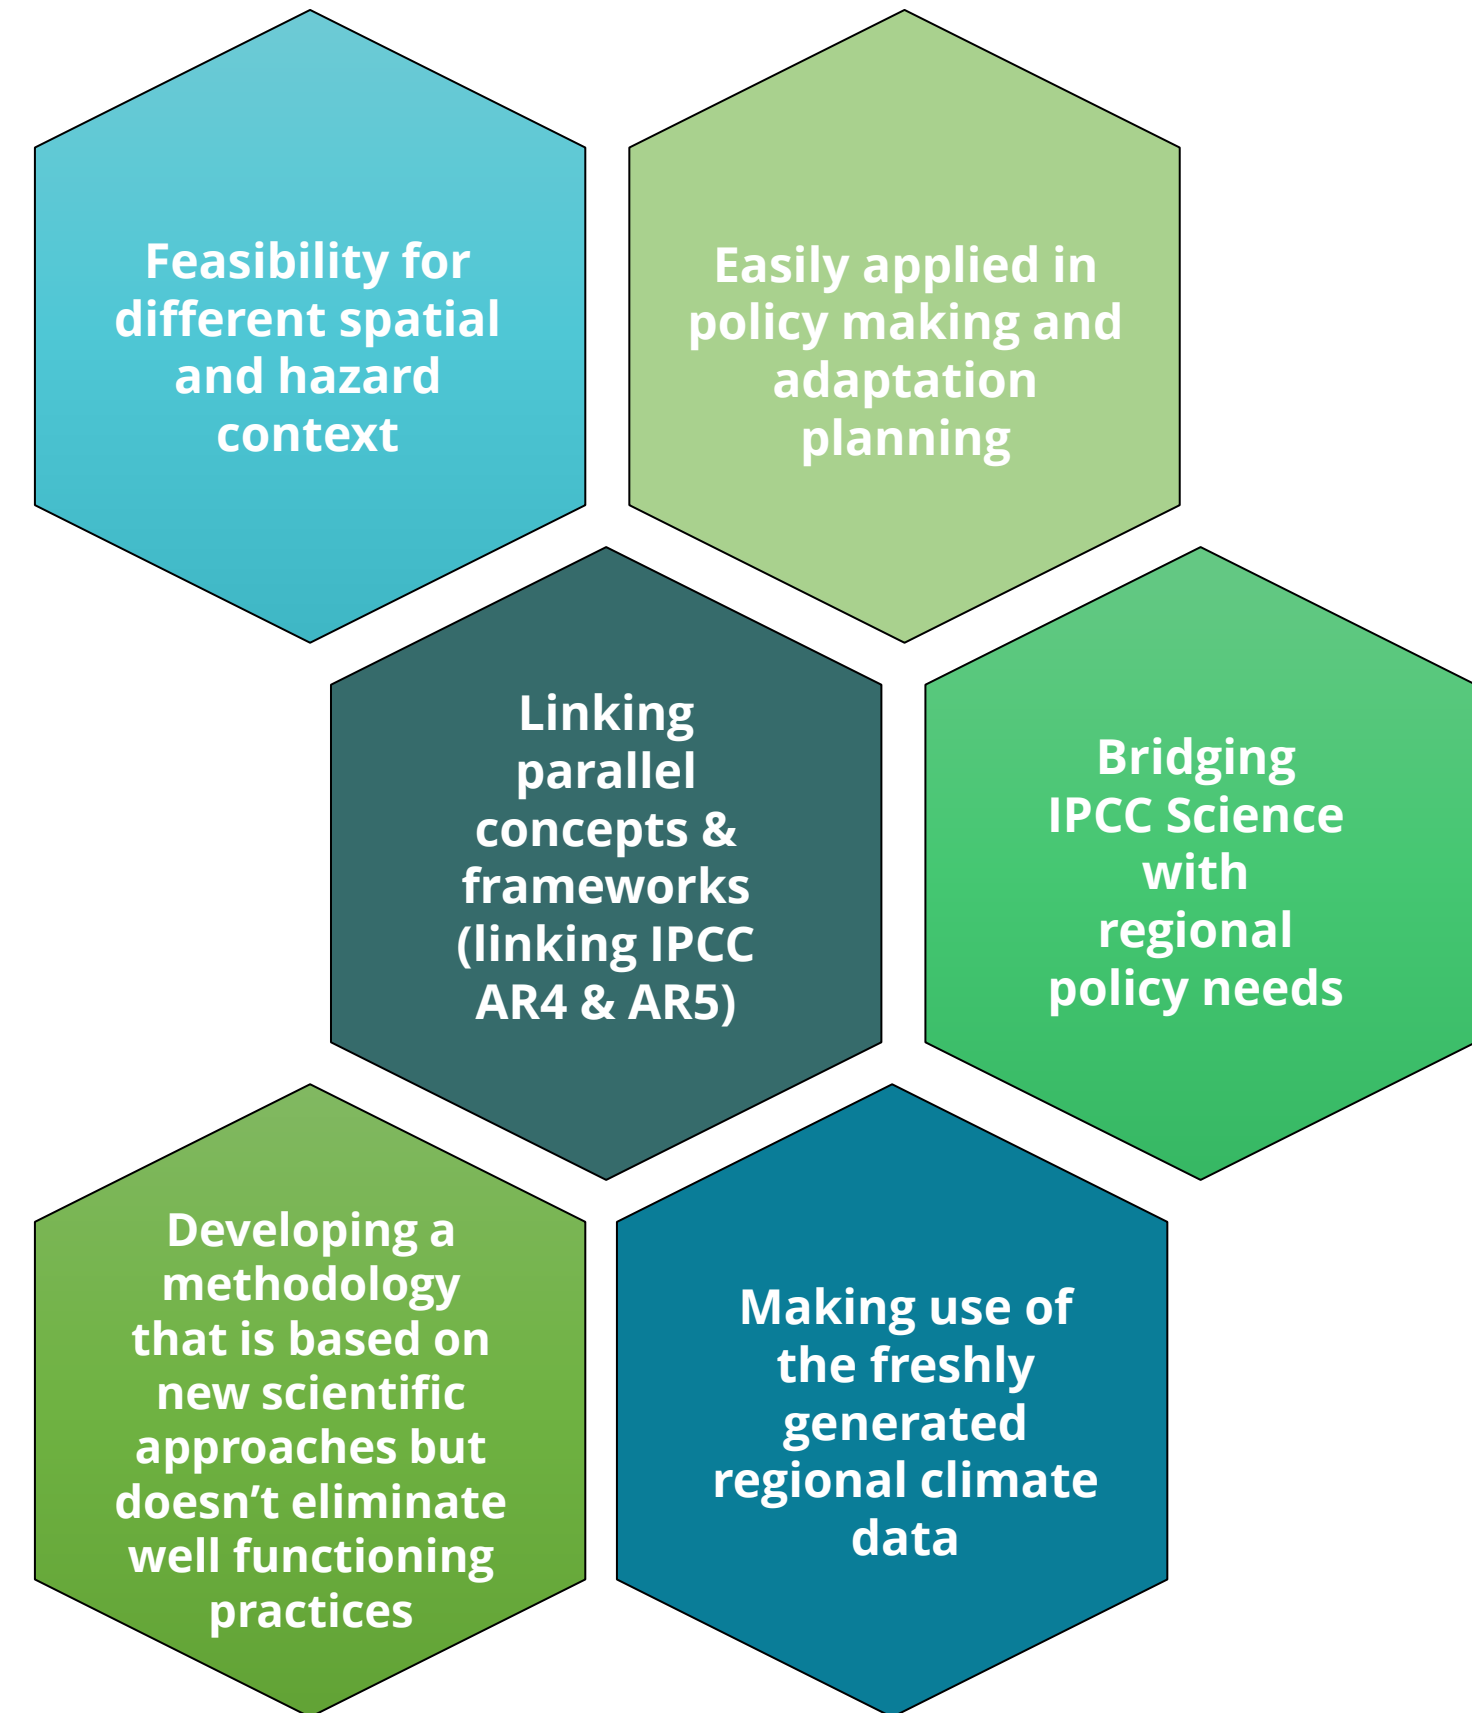 Feasibility for
different spatial
and hazard
context
Easily applied in
policy making and
adaptation
planning
Linking
parallel
concepts &
frameworks
(linking IPCC
AR4 & AR5)
Bridging
IPCC Science
with
regional
policy needs
Developing a
methodology
that is based on
new scientific
approaches but
doesn’t eliminate
well functioning
practices
Making use of
the freshly
generated
regional climate
data